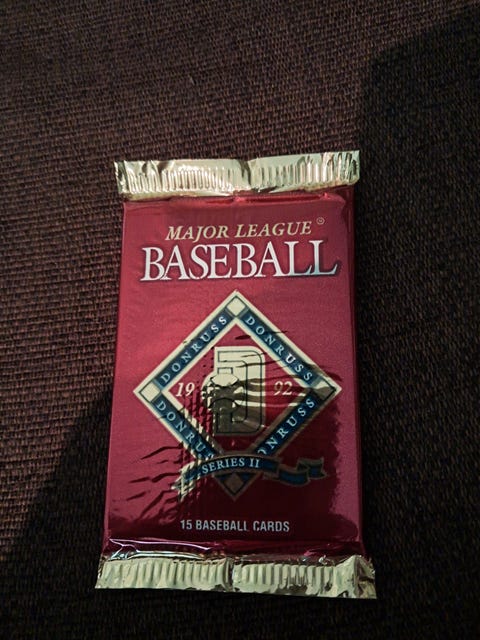 MAJOR LEAGUE®
BASEBALL
DONRUSS DONRUSS
19 D 92
DONRUSS DONRUSS
SERIES II
15 BASEBALL CARDS